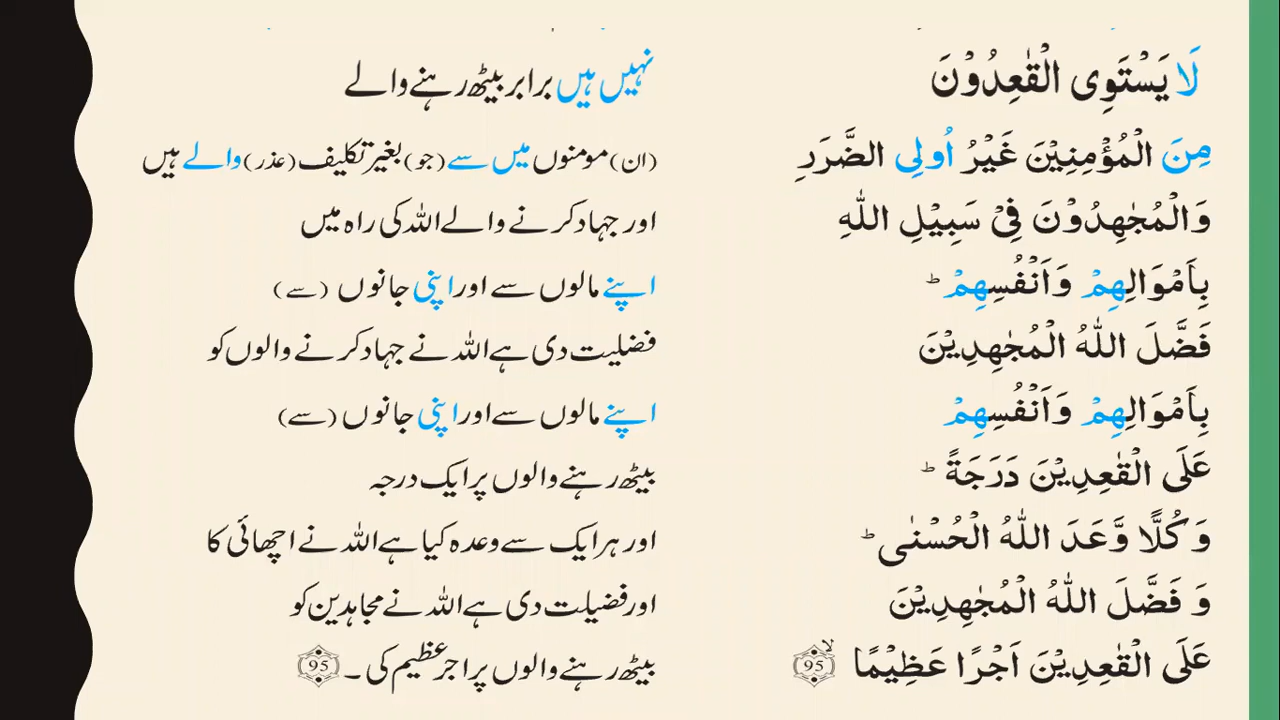 لَا يَسْتَوِى الْقٰعِدُوْنَ
نہیں ہیں برابر بیٹھ رہنے والے
مِنَ الْمُؤْمِنِيْنَ غَيْرُ اُولِى الضَّرَرِ
(ان) مومنوں میں سے (جو) بغیر تکلیف (عذر) والے ہیں
وَالْمُجٰهِدُوْنَ فِىْ سَبِيْلِ اللّٰهِ
اور جہاد کرنے والے اللہ کی راہ میں
بِاَمْوَالِهِمْ وَاَنْفُسِهِمْ ؕ
اپنے مالوں سے اور اپنی جانوں (سے)
فَضَّلَ اللّٰهُ الْمُجٰهِدِيْنَ
فضلیت دی ہے اللہ نے جہاد کرنے والوں کو
بِاَمْوَالِهِمْ وَاَنْفُسِهِمْ
اپنے مالوں سے اور اپنی جانوں (سے)
عَلَى الْقٰعِدِيْنَ دَرَجَةً ؕ
بیٹھ رہنے والوں پر ایک درجہ
وَ كُلًّا وَّعَدَ اللّٰهُ الْحُسْنٰى ؕ
اور ہر ایک سے وعدہ کیا ہے اللہ نے اچھائی کا
وَ فَضَّلَ اللّٰهُ الْمُجٰهِدِيْنَ
اور فضیلت دی ہے اللہ نے مجاہدین کو
عَلَى الْقٰعِدِيْنَ اَجْرًا عَظِيْمًا ۙ 95
بیٹھ رہنے والوں پر اجر عظیم کی ۔ 95